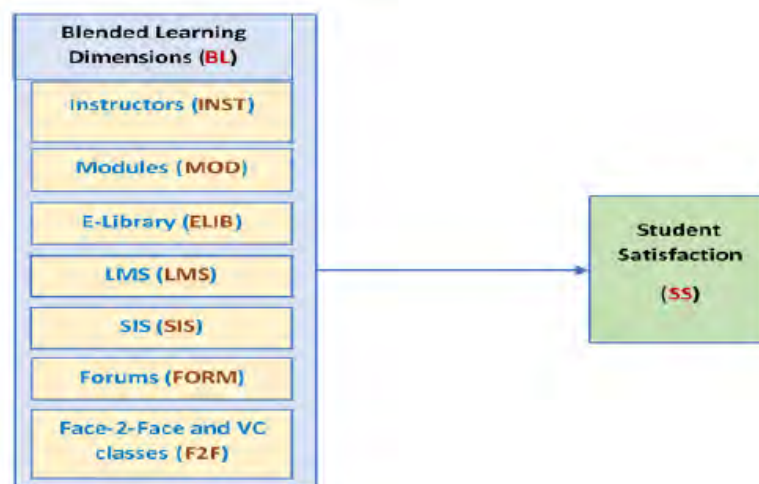 Blended Learning
Dimensions (BL)
Instructors (INST)
Modules (MOD)
E-Library (ELIB)
LMS (LMS)
SIS (SIS)
Forums (FORM)
Face-2-Face and VC
classes (F2F)
Student
Satisfaction
(SS)